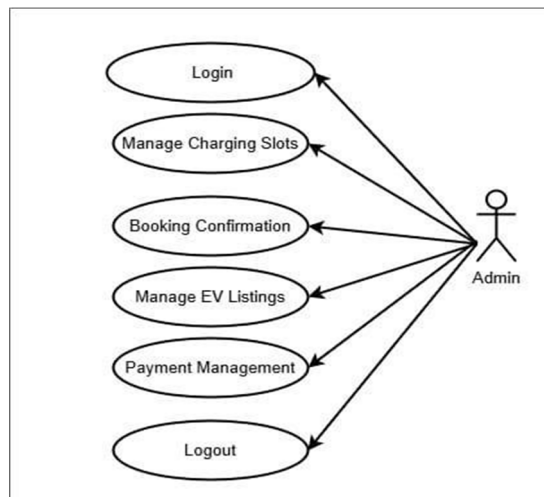 Login
Manage Charging Slots
Booking Confirmation
Manage EV Listings
Payment Management
Logout
Admin